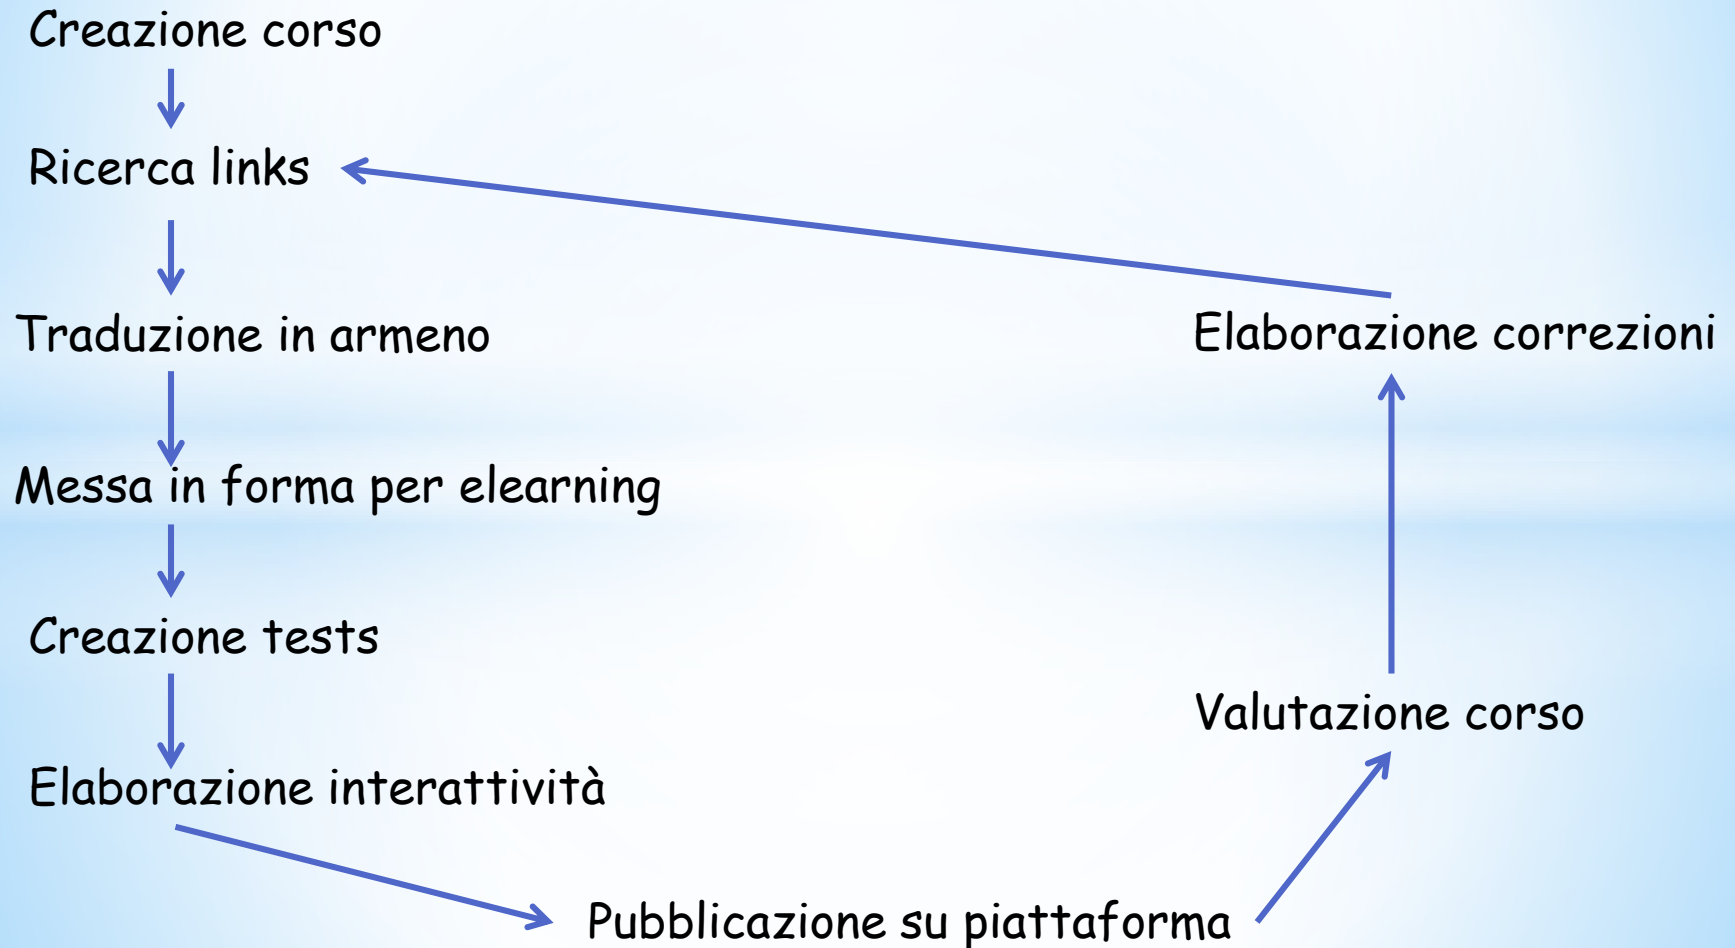 Creazione corso
Ricerca links
Traduzione in armeno
Messa in forma per elearning
Creazione tests
Elaborazione interattività
Pubblicazione su piattaforma
Valutazione corso
Elaborazione correzioni